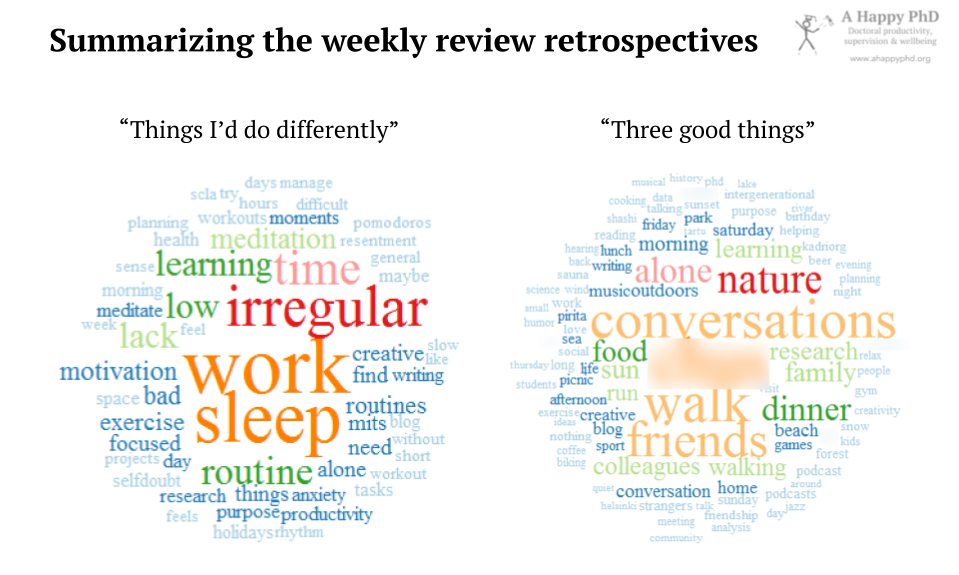 Summarizing the weekly review retrospectives
A Happy PhD
Doctoral productivity,
supervision & wellbeing
www.ahappyphd.org
“Things I’d do differently”
days manage
scla try
hours difficult
planning workouts moments pomodoros
health meditation resentment
sense learning time general
maybe
morning
meditate low irregular
week lack feel
work creative slow
like
motivation find writing
space bad sleep routines
exercise mits blog
focused need without
projects day short
selfdoubt routine alone workout
research things anxiety tasks
feels purpose productivity
holidays rhythm
“Three good things”
musical history phd lake
cooking data intergenerational
talking sunset
shashi park purpose river
friday birthday
reading saturday helping
hearing lunch morning learning kadriorg
back writing alone beer evening
sauna nature planning
science wind music outdoors night
small work
pirita conversations
humor love
sea
social food research relax
thursday long life sun family people
students picnic run visit gym
afternoon walk dinner
exercise creative creativity
ideas blog friends beach snow
nothing sport games kids
coffee forest
biking colleagues walking podcast
quiet conversation home around
sunday podcasts
helsinki strangers talk jazz
friendship day
meeting analysis
community